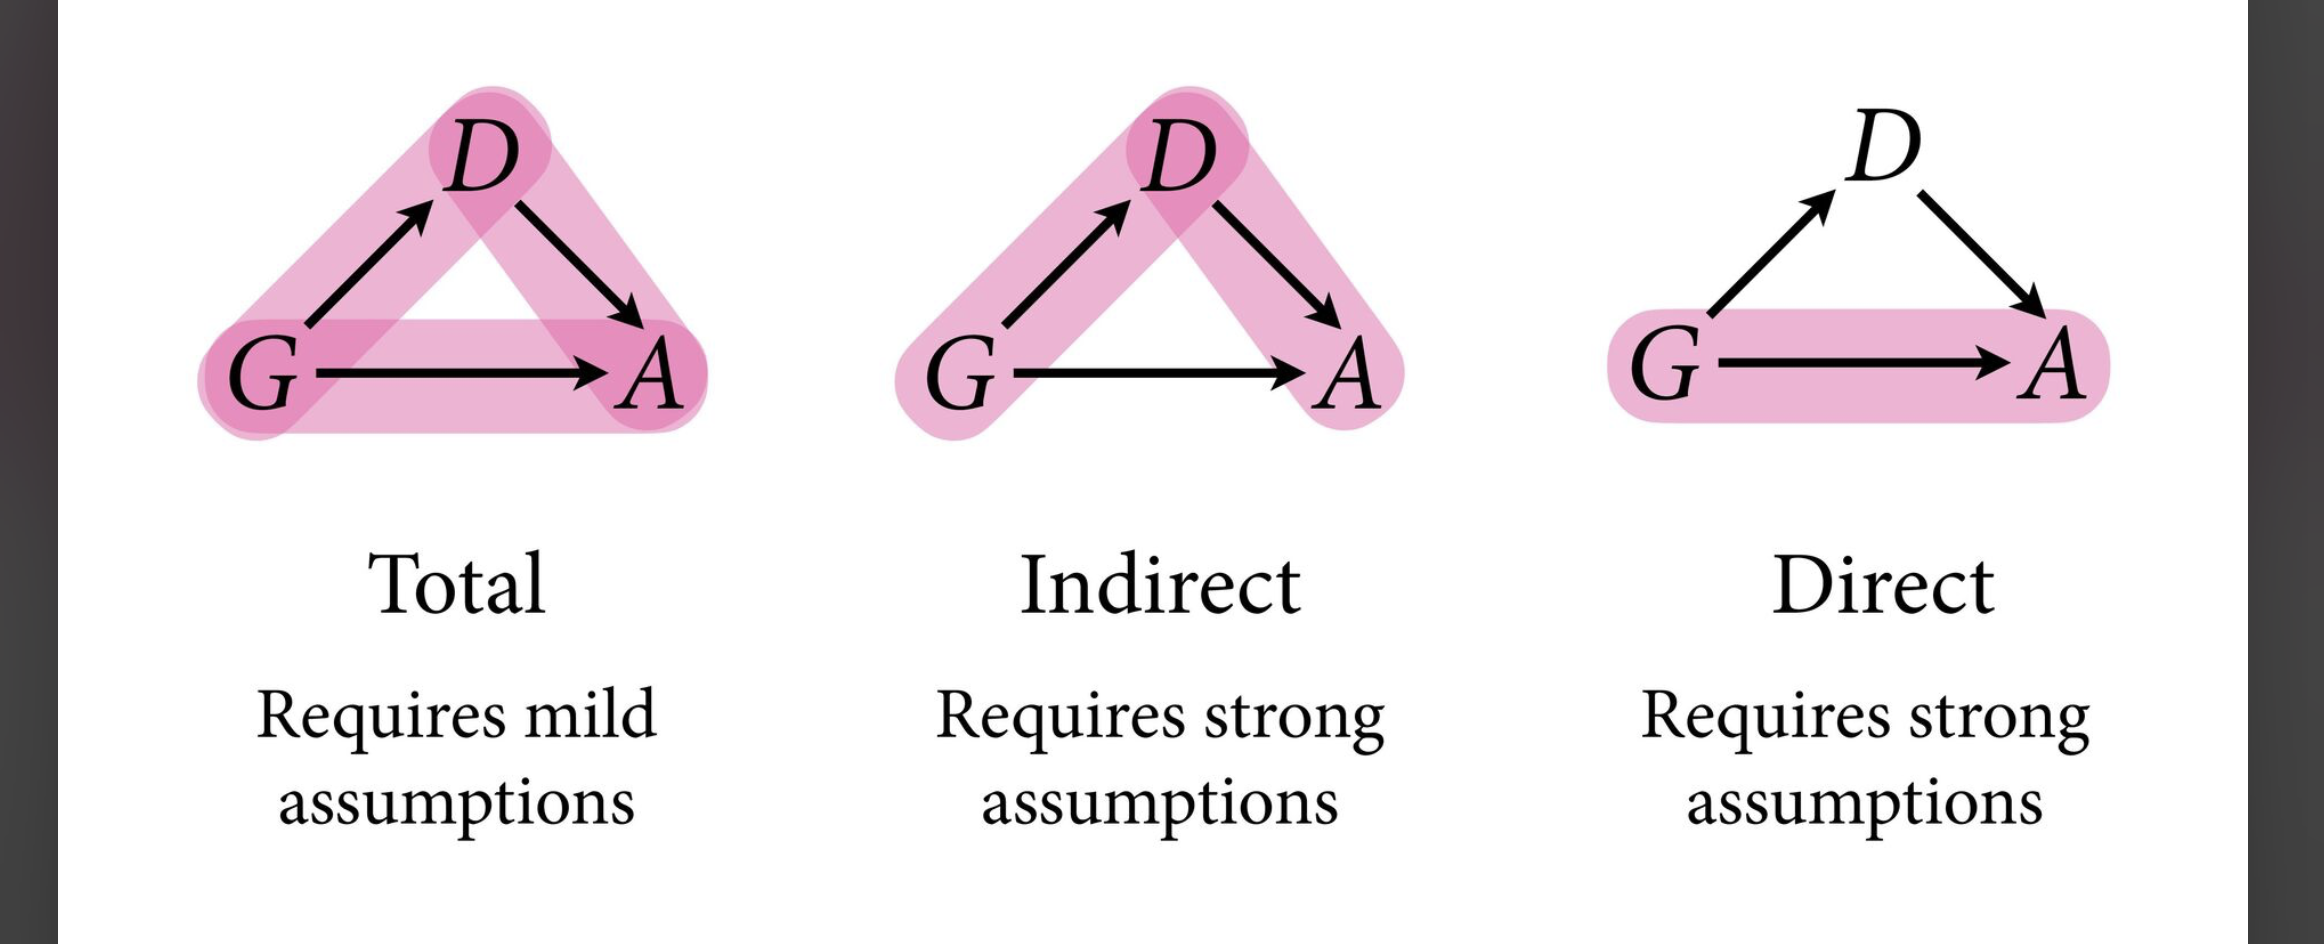 D
G
A
D
G
A
D
G
A
Total
Requires mild
assumptions
Indirect
Requires strong
assumptions
Direct
Requires strong
assumptions